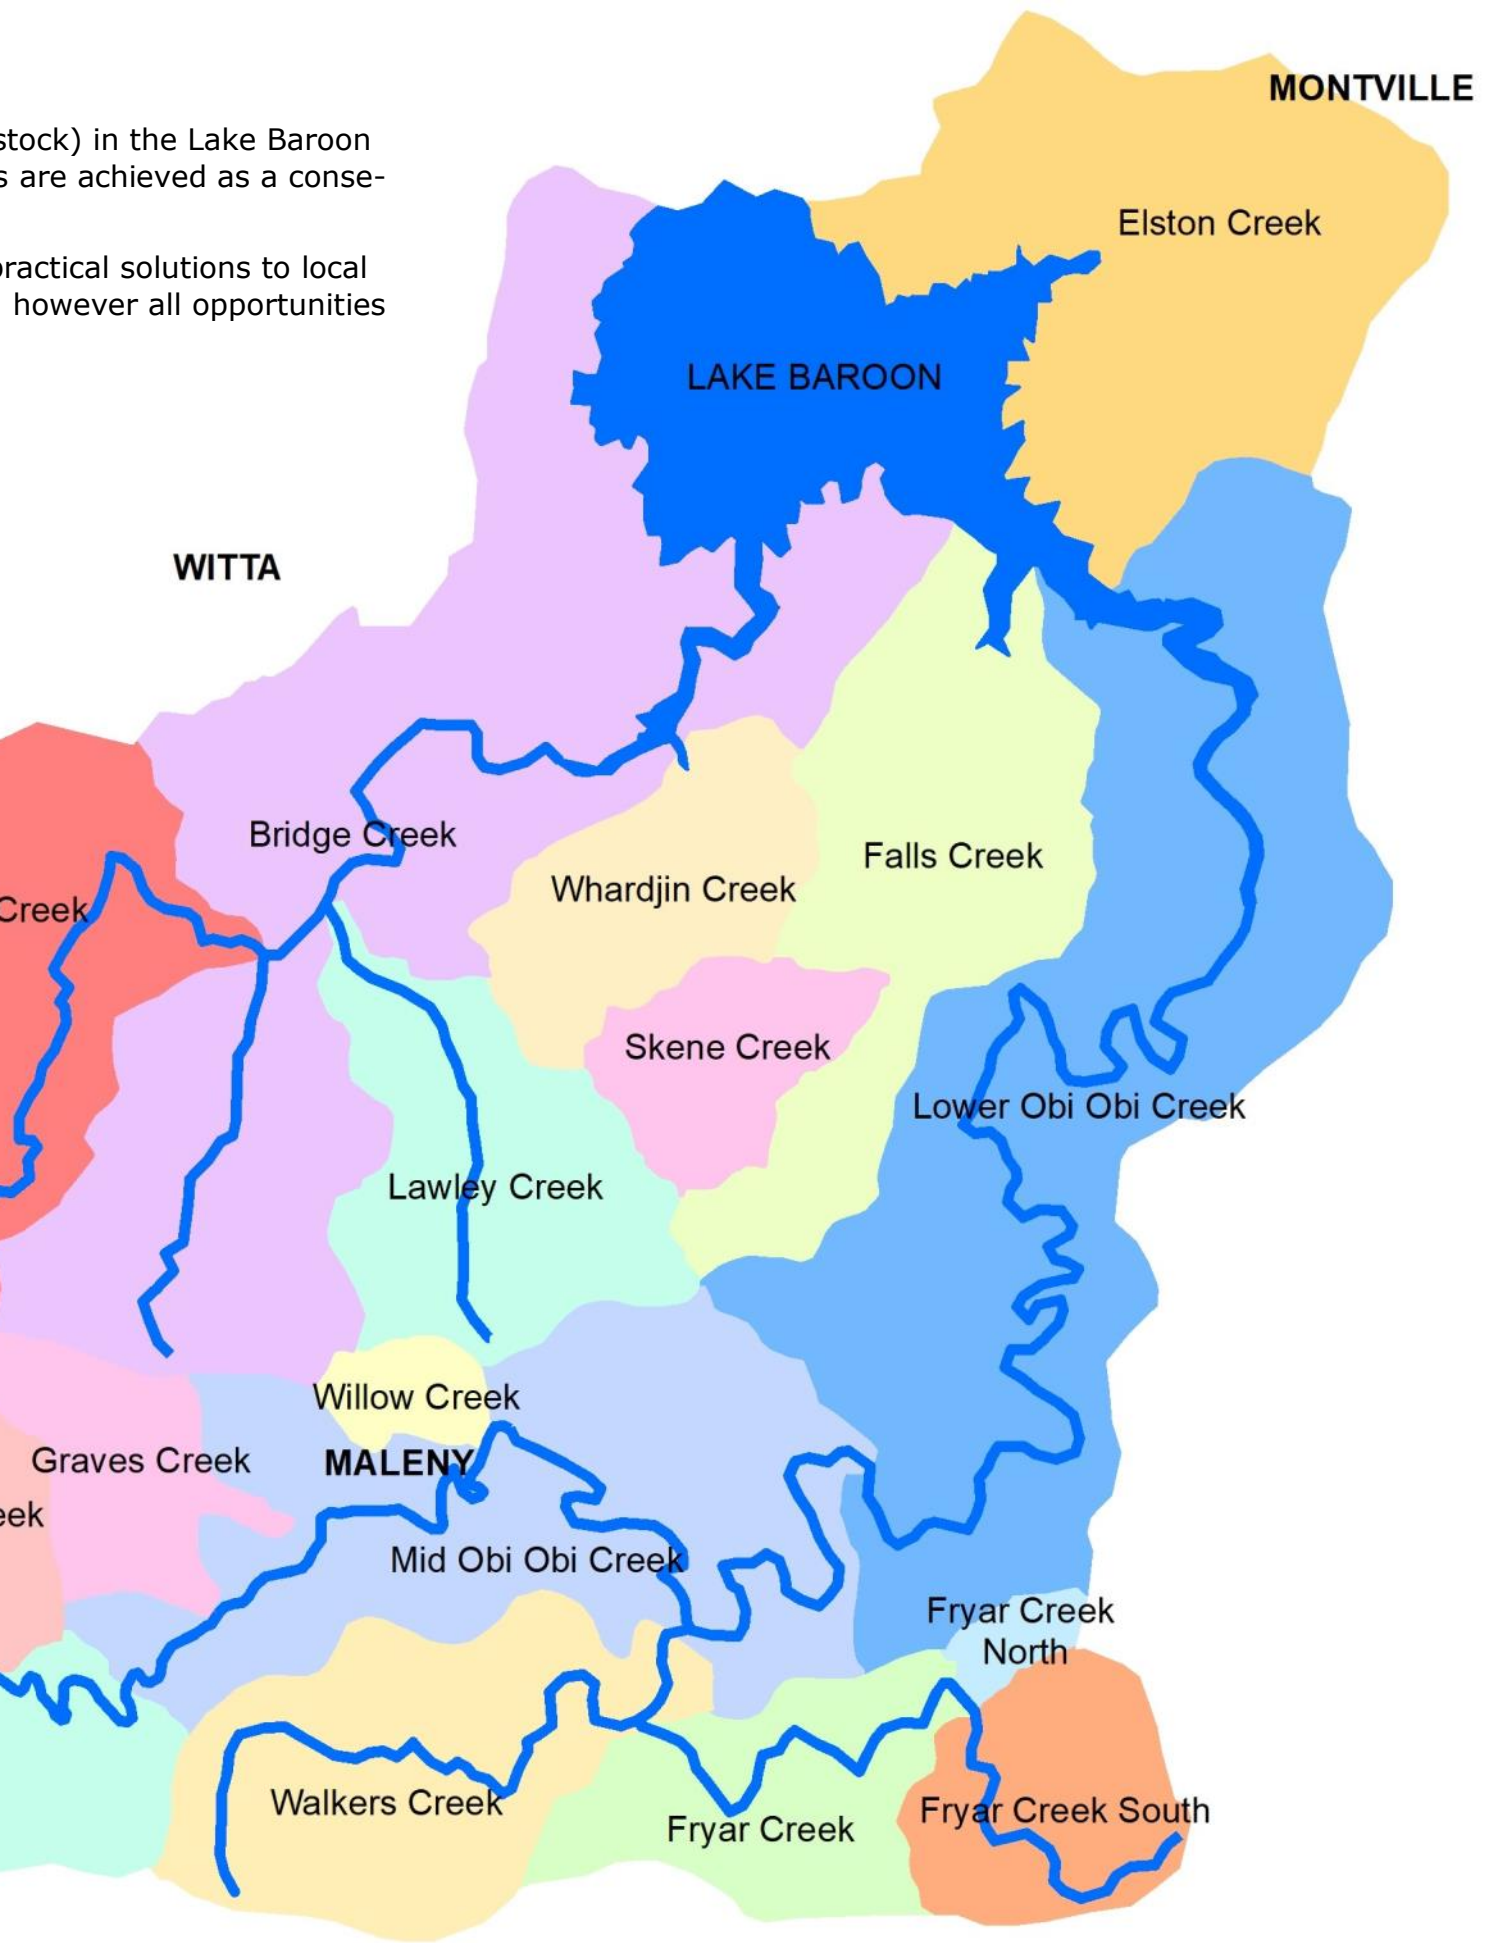 stock) in the Lake Baroon
s are achieved as a conse-
practical solutions to local
however all opportunities
MONTVILLE
Elston Creek
LAKE BAROON
WITTA
Bridge Creek
Whardjin Creek
Falls Creek
Creek
Skene Creek
Lower Obi Obi Creek
Lawley Creek
Willow Creek
Graves Creek
MALENY
eek
Mid Obi Obi Creek
Fryar Creek
North
Walkers Creek
Fryar Creek
Fryar Creek South